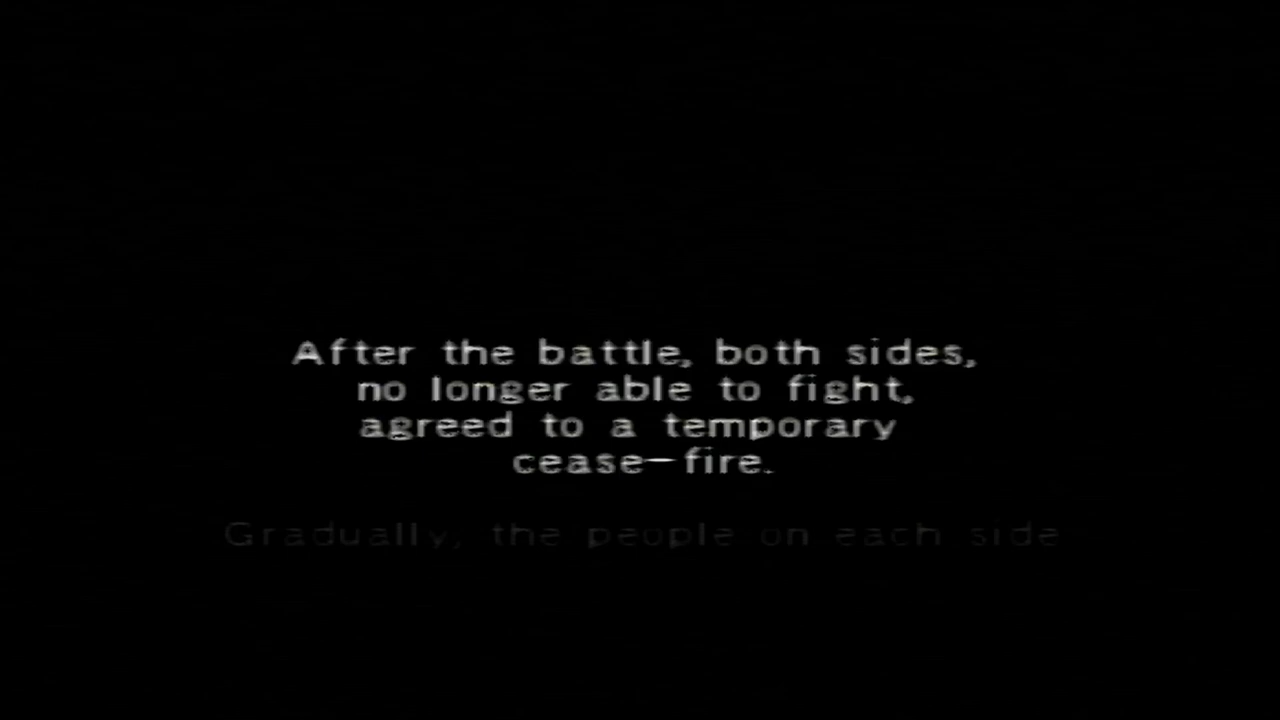 After the battle, both sides,
no longer able to fight,
agreed to a temporary
cease-fire.
Gradually, the people on each side